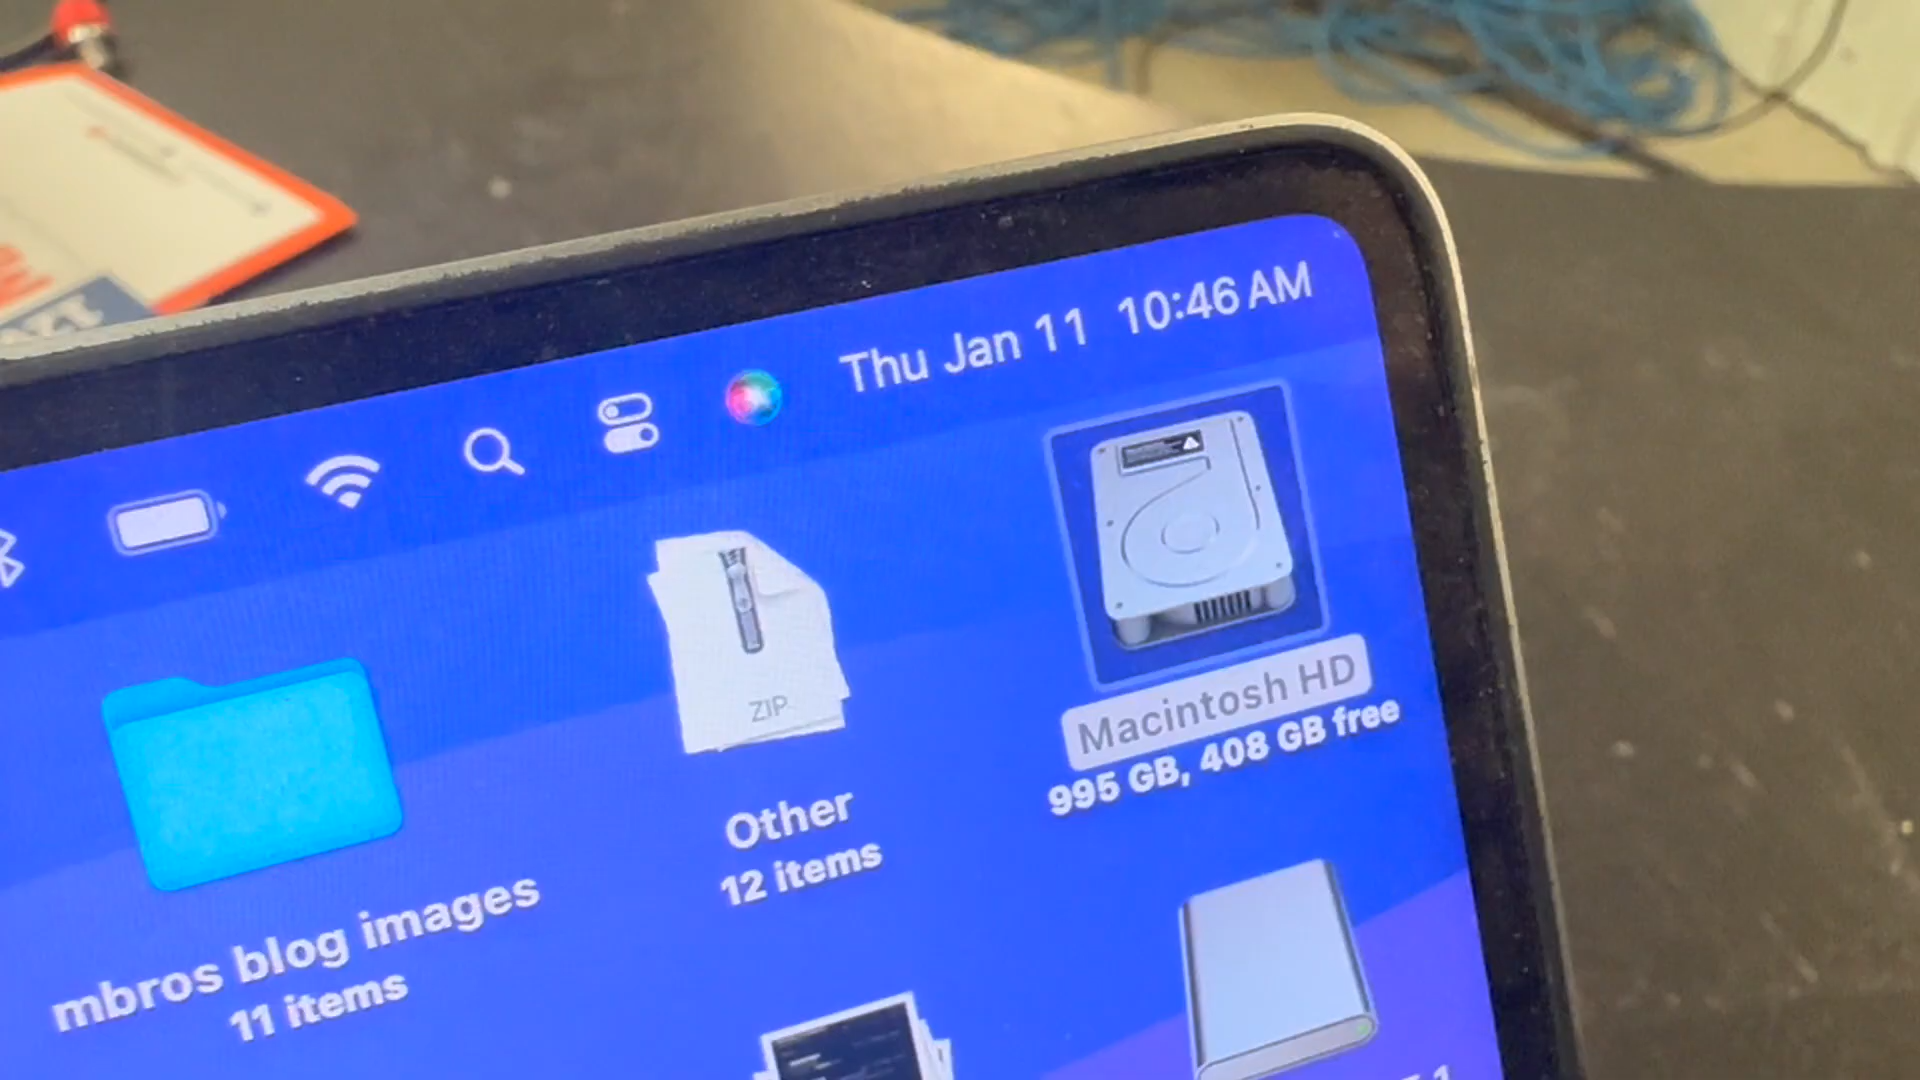 Thu Jan 11 10:46 AM
ZIP
Macintosh HD
995 GB, 408 GB free
Other
12 items
mbros blog images
11 items